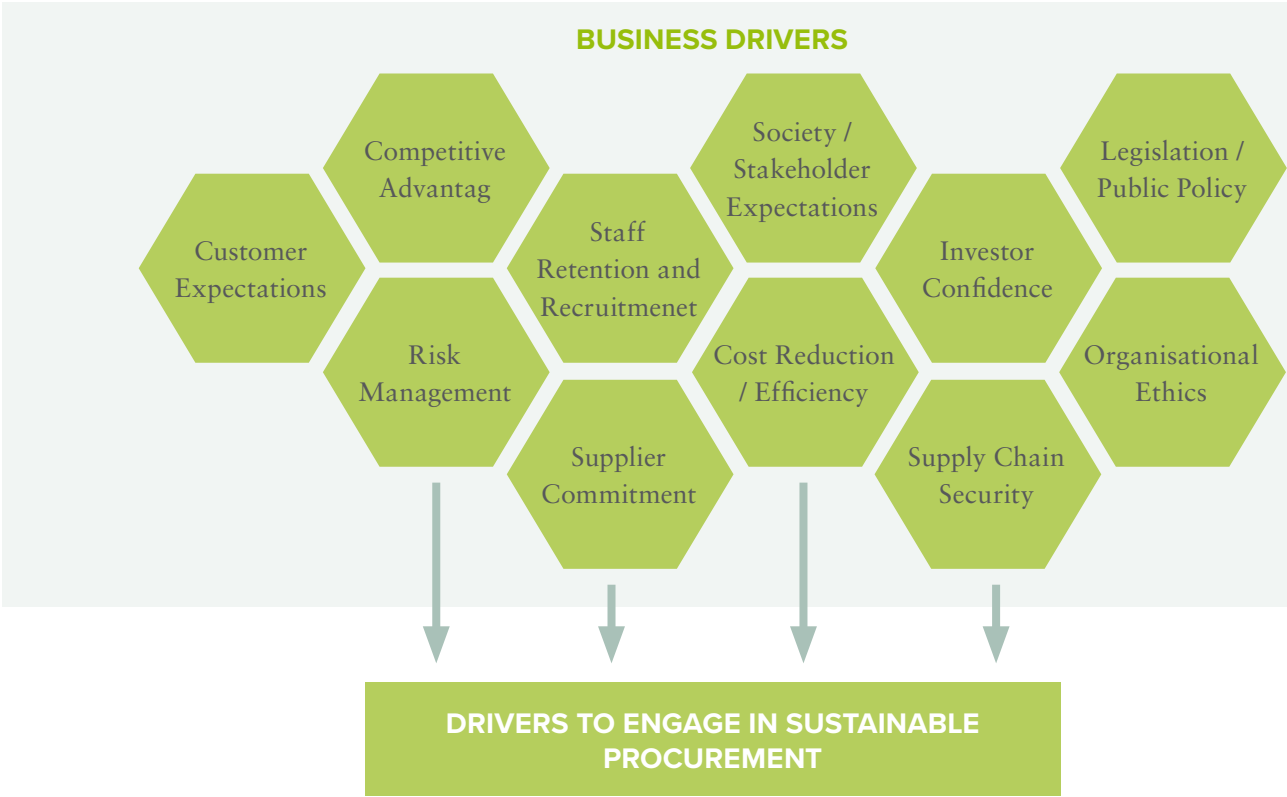 BUSINESS DRIVERS
Competitive
Advantag
Society /
Stakeholder
Expectations
Legislation /
Public Policy
Customer
Expectations
Staff
Retention and
Recruitmenet
Investor
Confidence
Risk
Management
Cost Reduction
/ Efficiency
Organisational
Ethics
Supplier
Commitment
Supply Chain
Security
DRIVERS TO ENGAGE IN SUSTAINABLE
PROCUREMENT